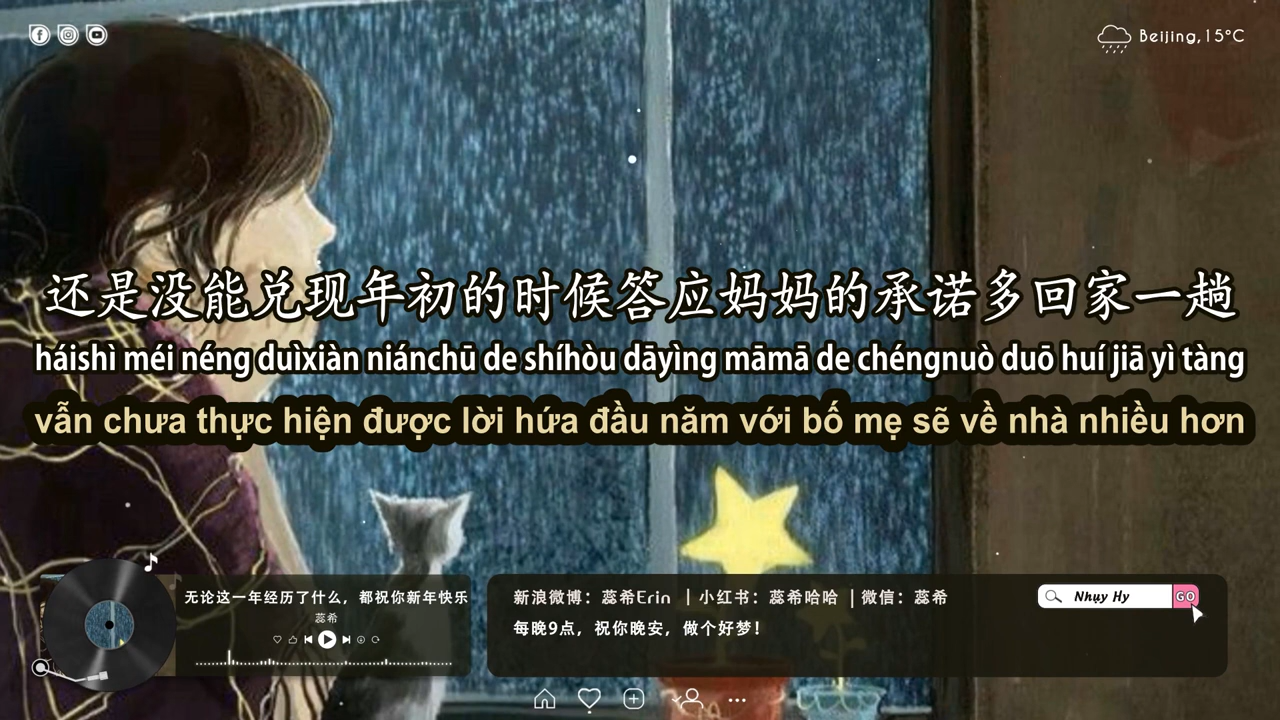 Beijing,15°C
还是没能兑现年初的时候答应妈妈的承诺多回家一趟
háishì méi néng duìxiàn niánchū de shíhòu dāyìng māmā de chéngnuò duō huí jiā yì tàng
vẫn chưa thực hiện được lời hứa đầu năm với bố mẹ sẽ về nhà nhiều hơn
无论这一年经历了什么，都祝你新年快乐
蕊希
新浪微博：蕊希Erin ｜小红书：蕊希哈哈 ｜微信：蕊希
每晚9点，祝你晚安，做个好梦！
Nhụy Hy GO